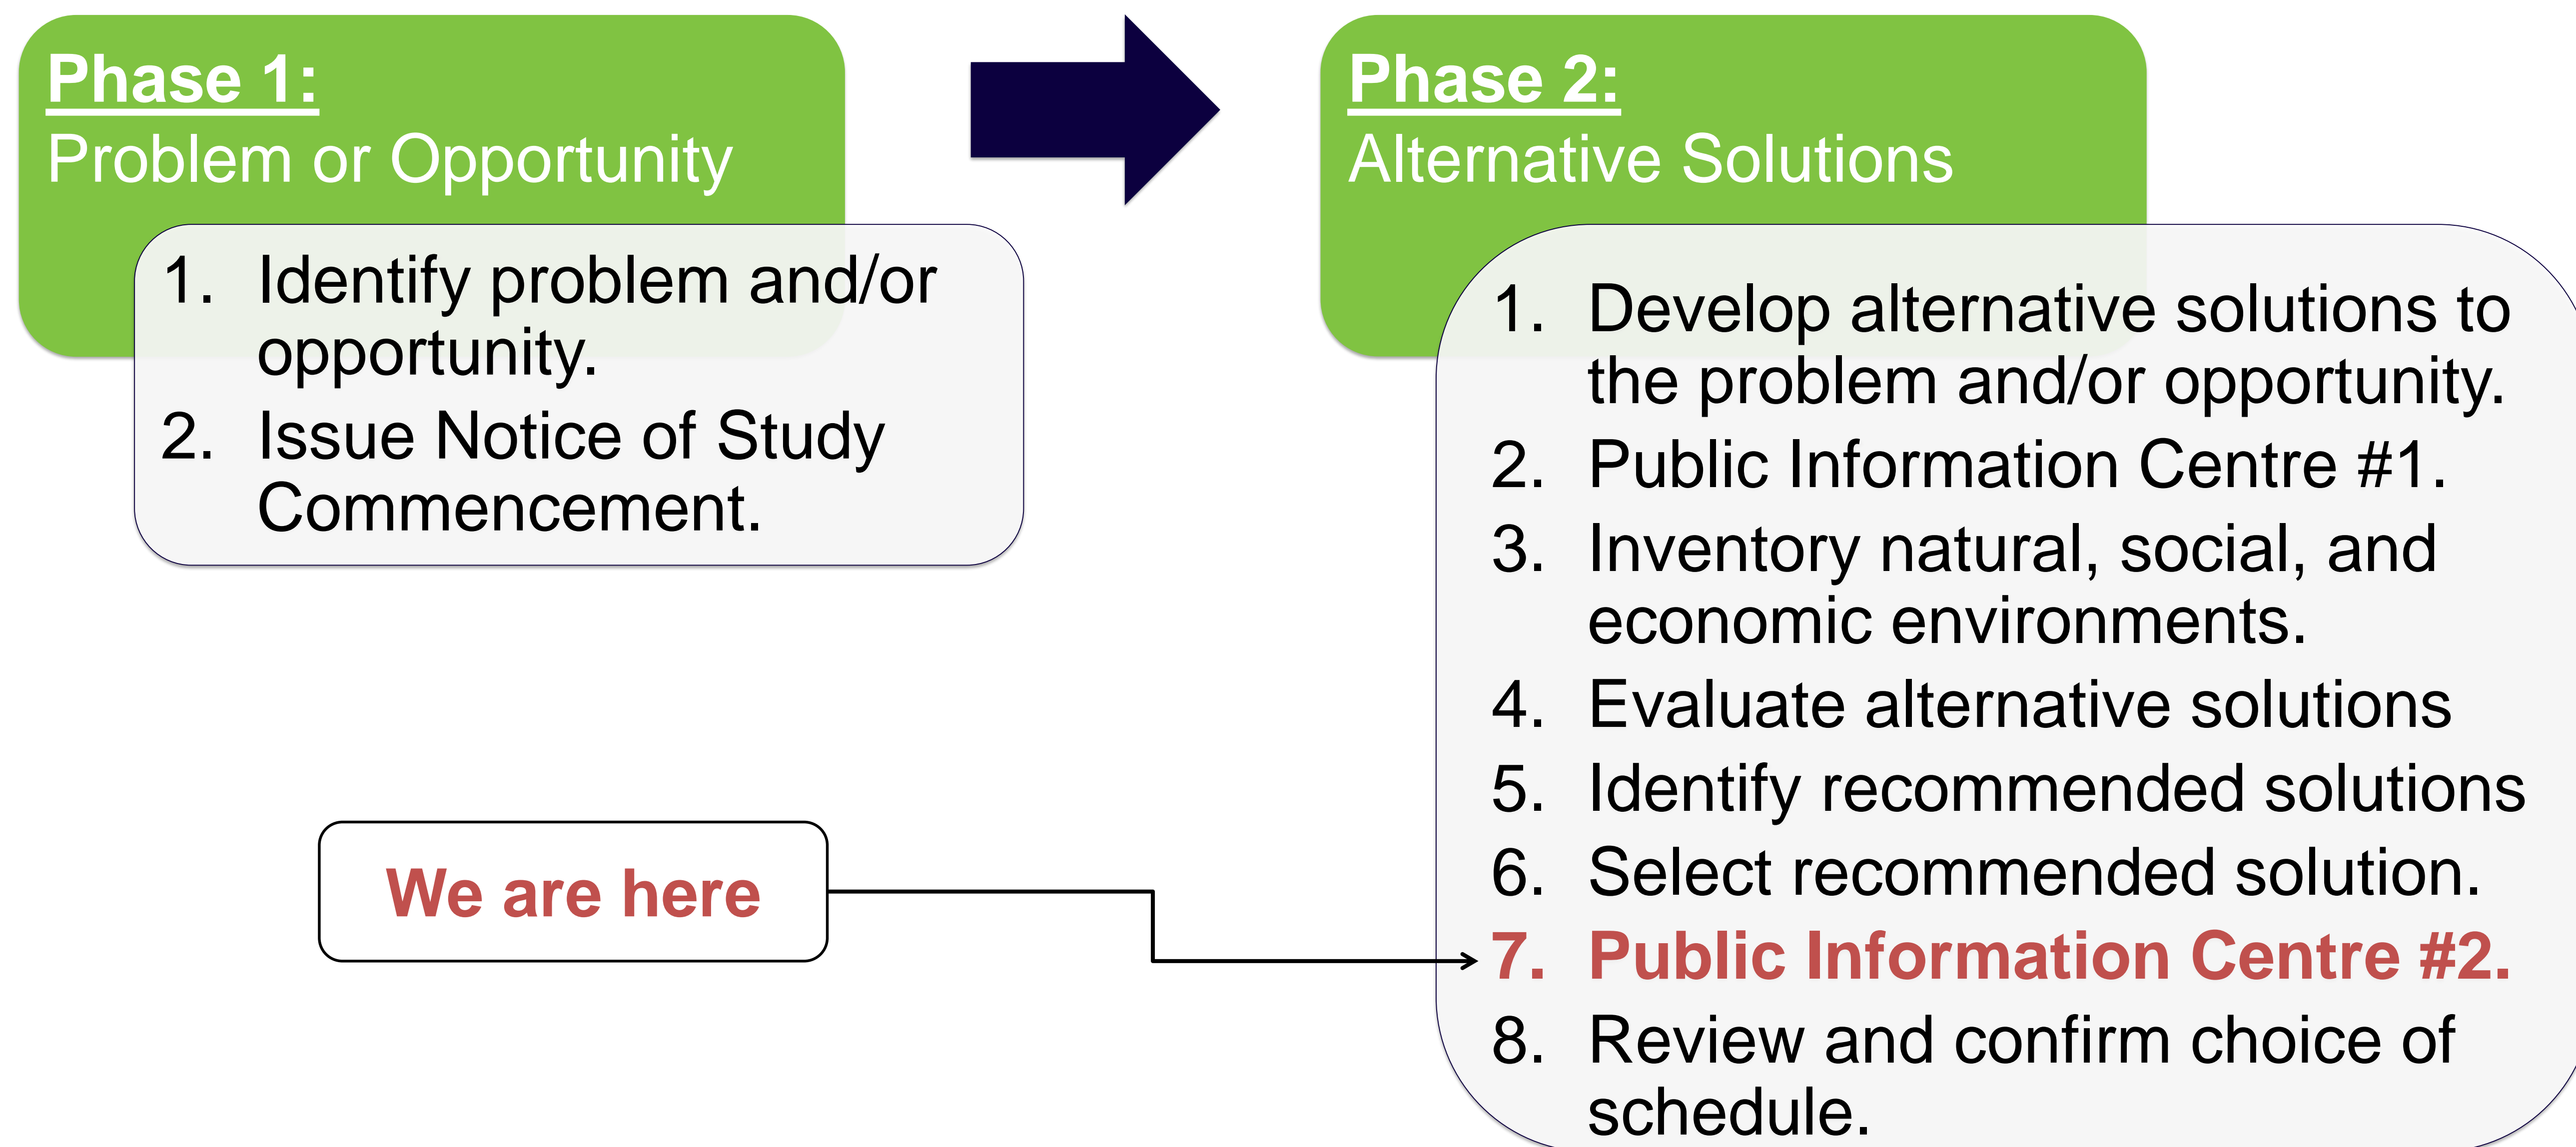 Phase 1:
Problem or Opportunity
1. Identify problem and/or
opportunity.
2. Issue Notice of Study
Commencement.
Phase 2:
Alternative Solutions
1. Develop alternative solutions to
the problem and/or opportunity.
2. Public Information Centre #1.
3. Inventory natural, social, and
economic environments.
4. Evaluate alternative solutions
5. Identify recommended solutions
6. Select recommended solution.
7. Public Information Centre #2.
8. Review and confirm choice of
schedule.
We are here